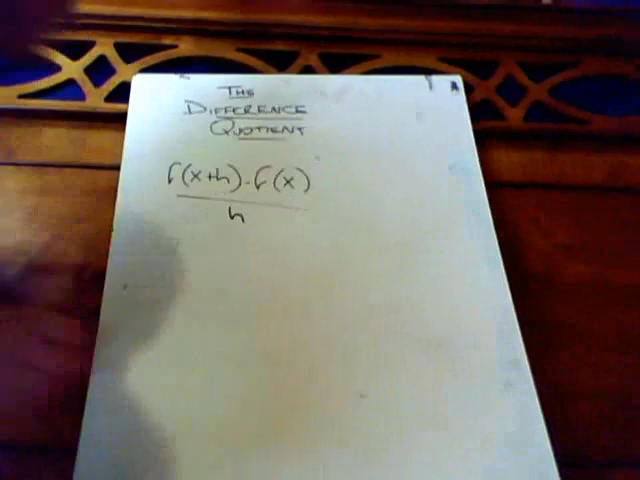 THE
DIFFERENCE
QUOTIENT
f(x+h)-f(x)
h